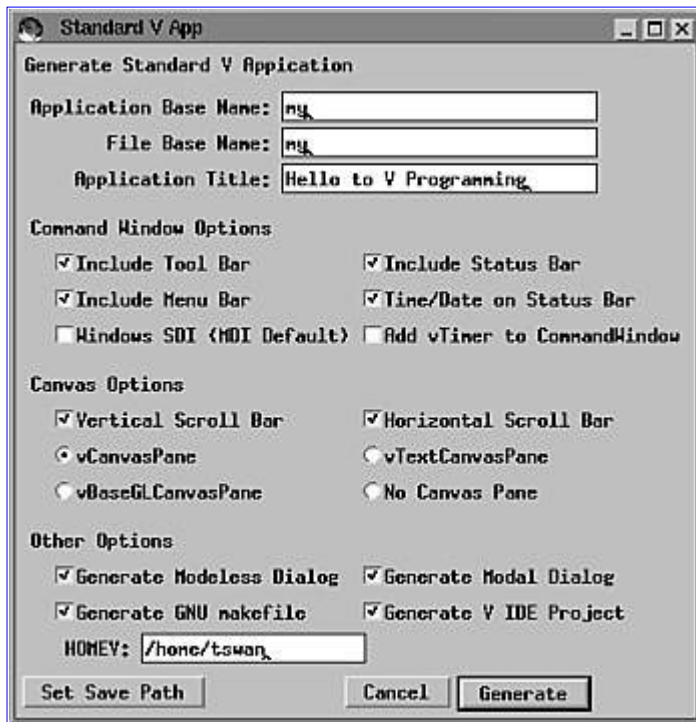 Standard V App
Generate Standard V Appication
Application Base Name: my
File Base Name: my
Application Title: Hello to V Programming
Command Window Options
Include Tool Bar Include Status Bar
Include Menu Bar Time/Date on Status Bar
Windows SDI (MDI Default) Add vTimer to CommandWindow
Canvas Options
Vertical Scroll Bar Horizontal Scroll Bar
vCanvasPane vTextCanvasPane
vBaseGLCanvasPane No Canvas Pane
Other Options
Generate Modeless Dialog Generate Modal Dialog
Generate GNU makefile Generate V IDE Project
HOMEV: /home/tswan
Set Save Path Cancel Generate